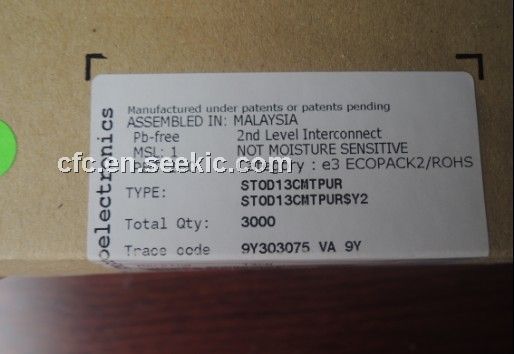 Manufactured under patents or patents pending
ASSEMBLED IN: MALAYSIA
Pb-free 2nd Level Interconnect
MSL: 1 NOT MOISTURE SENSITIVE
cfc.en.seekic.com
: e3 ECOPACK2/ROHS
TYPE: STOD13CMTPUR
STOD13CMTPUR$Y2
Total Qty: 3000
Trace code 9Y303075 VA 9Y
oelectronics